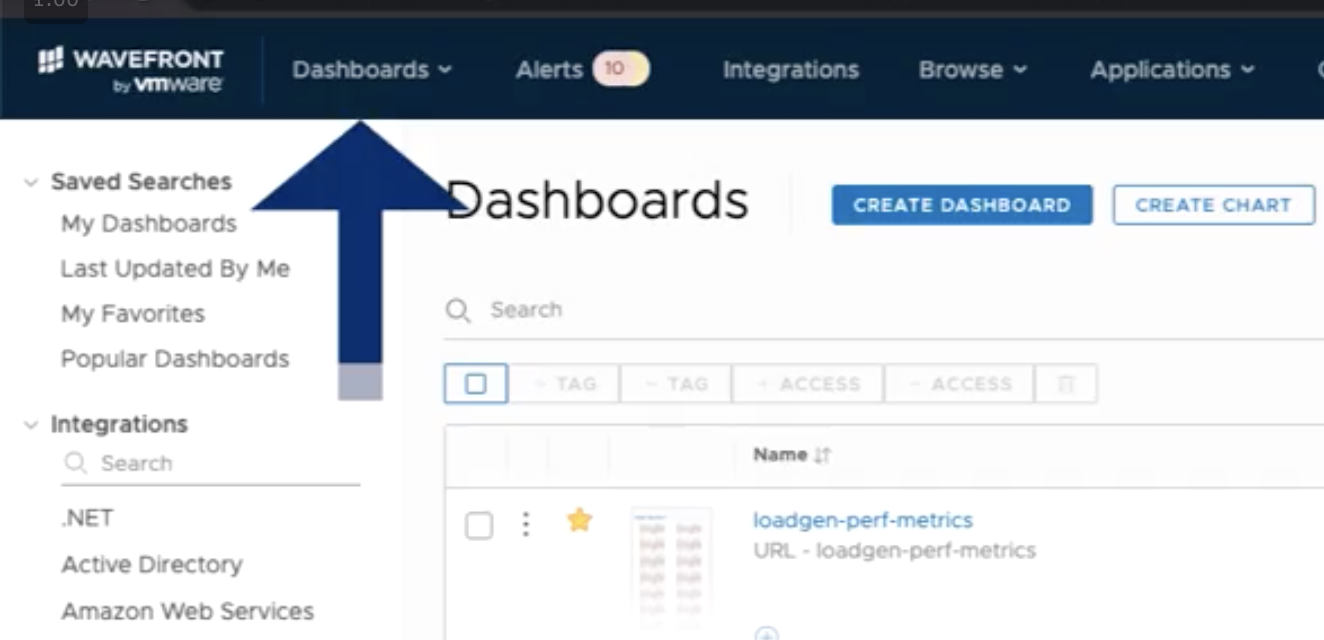 1:00
WAVEFRONT
by vmware
Dashboards
Alerts 10
Integrations
Browse
Applications
Saved Searches
My Dashboards
Last Updated By Me
My Favorites
Popular Dashboards
Integrations
Search
.NET
Active Directory
Amazon Web Services
Dashboards
CREATE DASHBOARD
CREATE CHART
Search
+ TAG
- TAG
+ ACCESS
- ACCESS
Name
loadgen-perf-metrics
URL - loadgen-perf-metrics